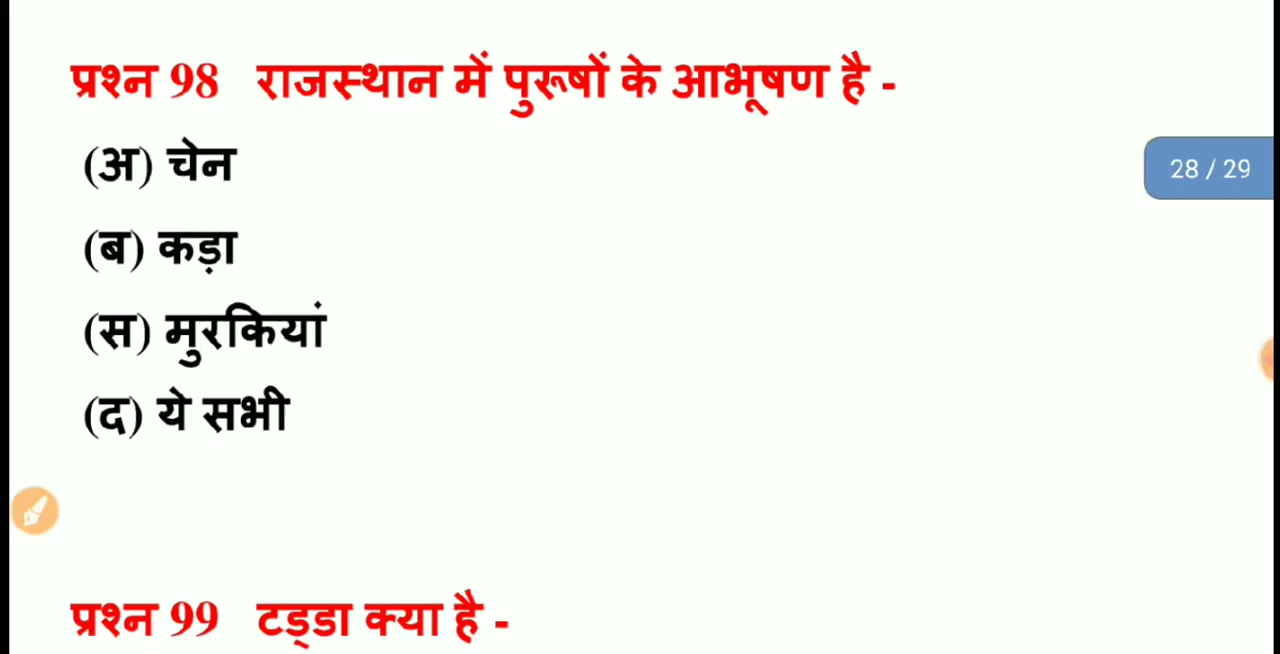 प्रश्न 98 राजस्थान में पुरूषों के आभूषण है -
(अ) चेन
28 / 29
(ब) कड़ा
(स) मुरकियां
(द) ये सभी
प्रश्न 99 टड्डा क्या है -